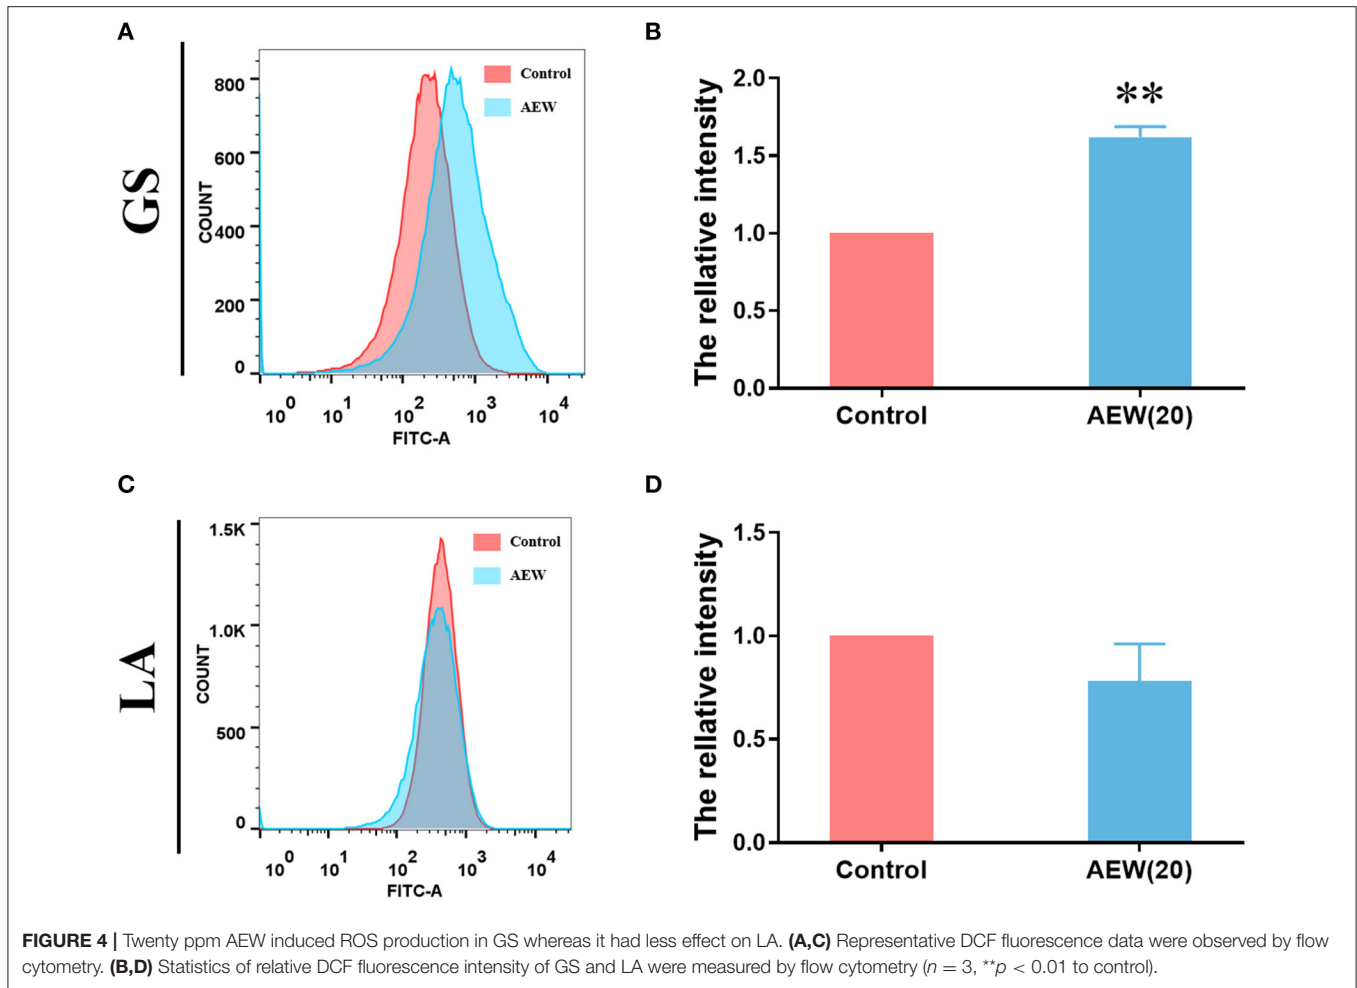 A
GS
800
600
400
200
0
COUNT
Control
AEW
10^0 10^1 10^2 10^3 10^4
FITC-A
B
**
The rellative intensity
2.0
1.5
1.0
0.5
0.0
Control AEW(20)
C
LA
1.5K
1.0K
500
0
COUNT
Control
AEW
10^0 10^1 10^2 10^3 10^4
FITC-A
D
The rellative intensity
1.5
1.0
0.5
0.0
Control AEW(20)
FIGURE 4 | Twenty ppm AEW induced ROS production in GS whereas it had less effect on LA. (A,C) Representative DCF fluorescence data were observed by flow
cytometry. (B,D) Statistics of relative DCF fluorescence intensity of GS and LA were measured by flow cytometry (n = 3, **p < 0.01 to control).